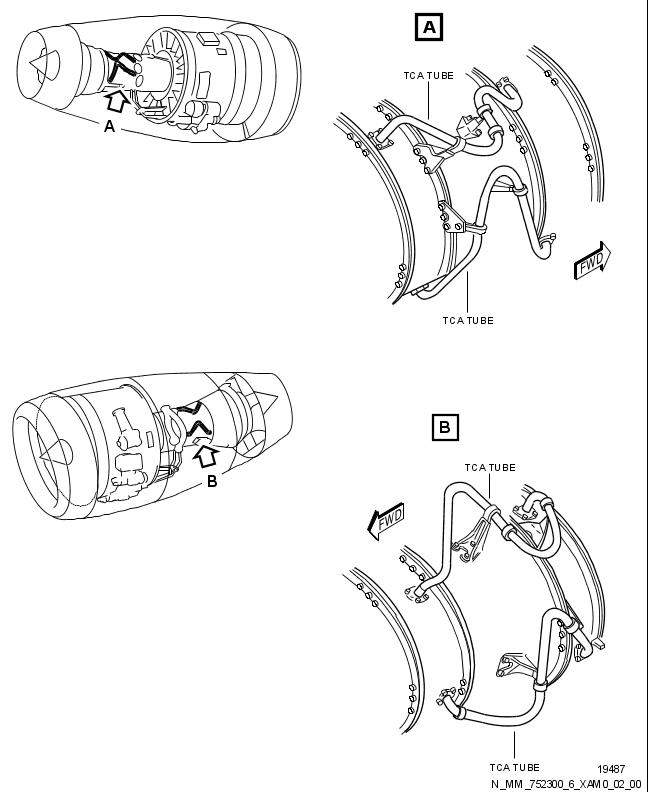 A
TCA TUBE
A
FWD
TCA TUBE
B
TCA TUBE
FWD
B
TCA TUBE
19487
N_MM_752300_6_XAM0_02_00